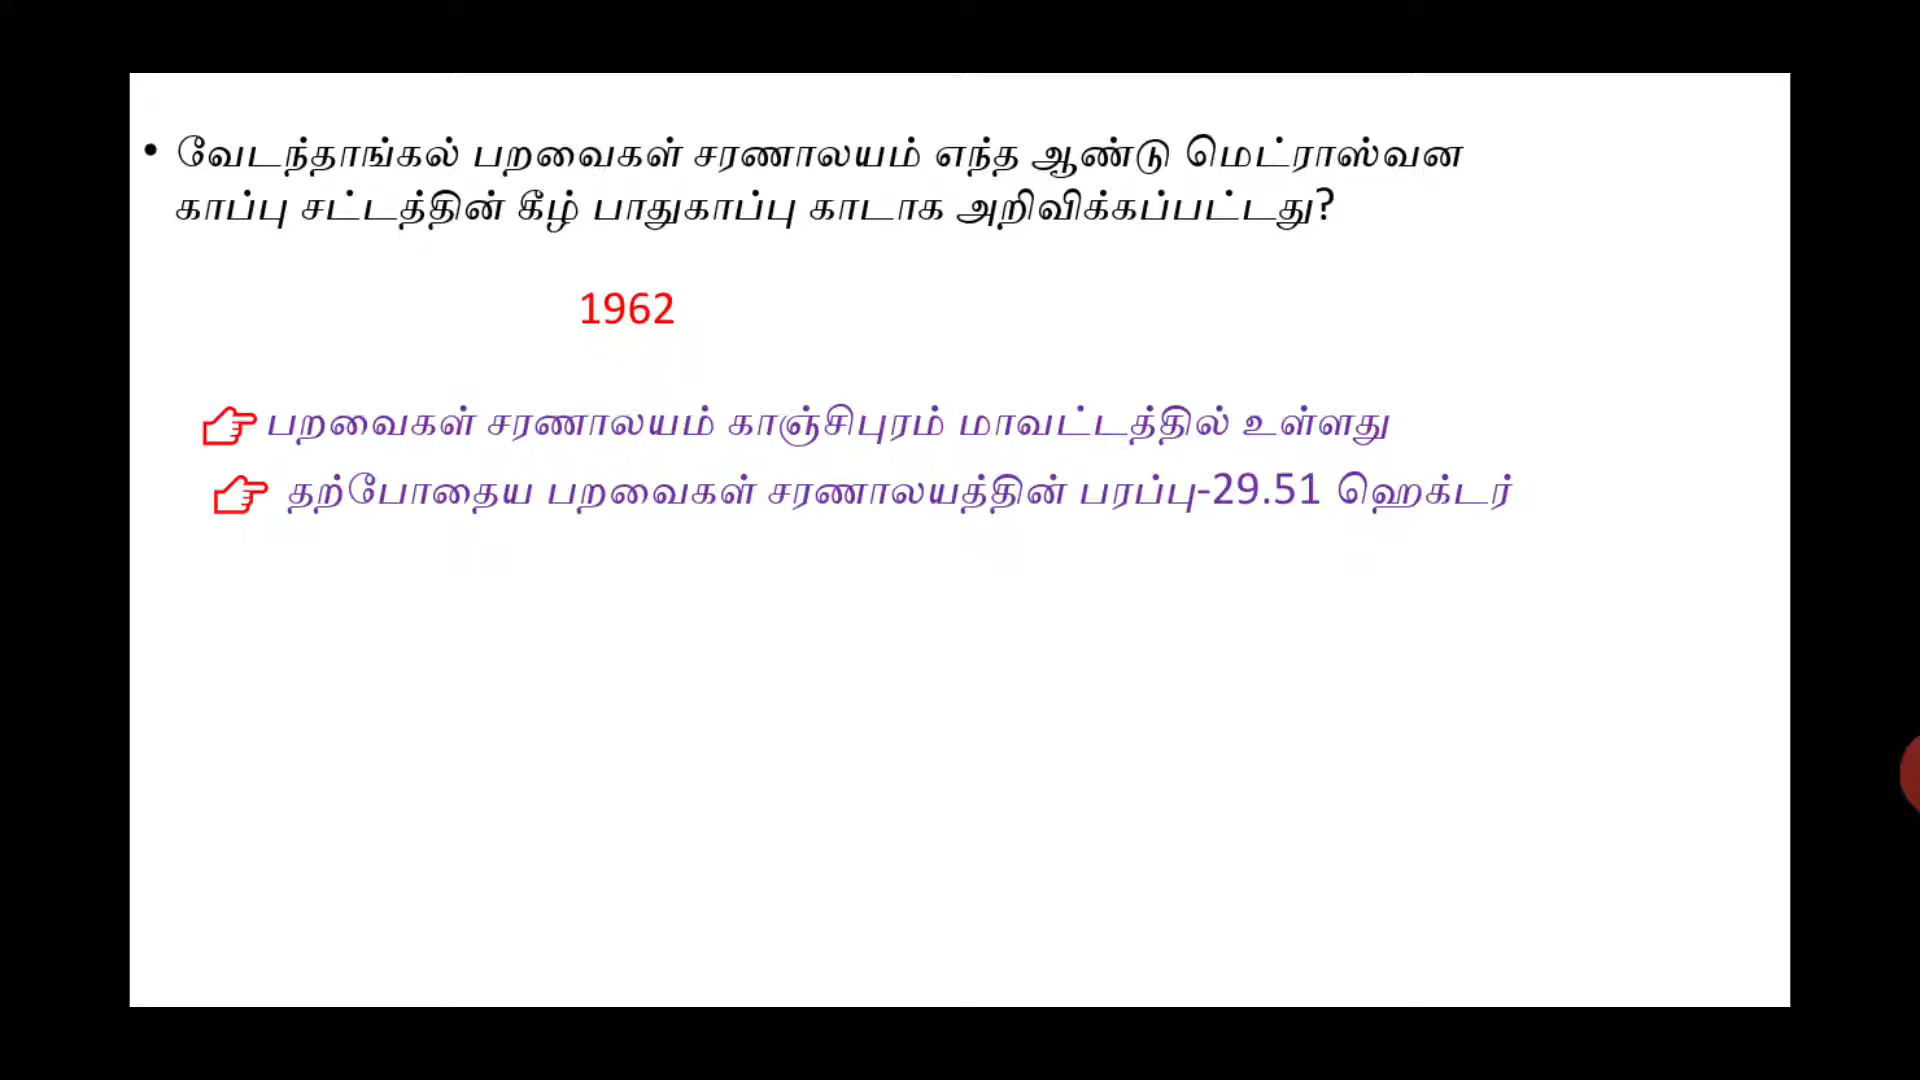 • வேடந்தாங்கல் பறவைகள் சரணாலயம் எந்த ஆண்டு மெட்ராஸ்வன
காப்பு சட்டத்தின் கீழ் பாதுகாப்பு காடாக அறிவிக்கப்பட்டது?
1962
பறவைகள் சரணாலயம் காஞ்சிபுரம் மாவட்டத்தில் உள்ளது
தற்போதைய பறவைகள் சரணாலயத்தின் பரப்பு-29.51 ஹெக்டர்